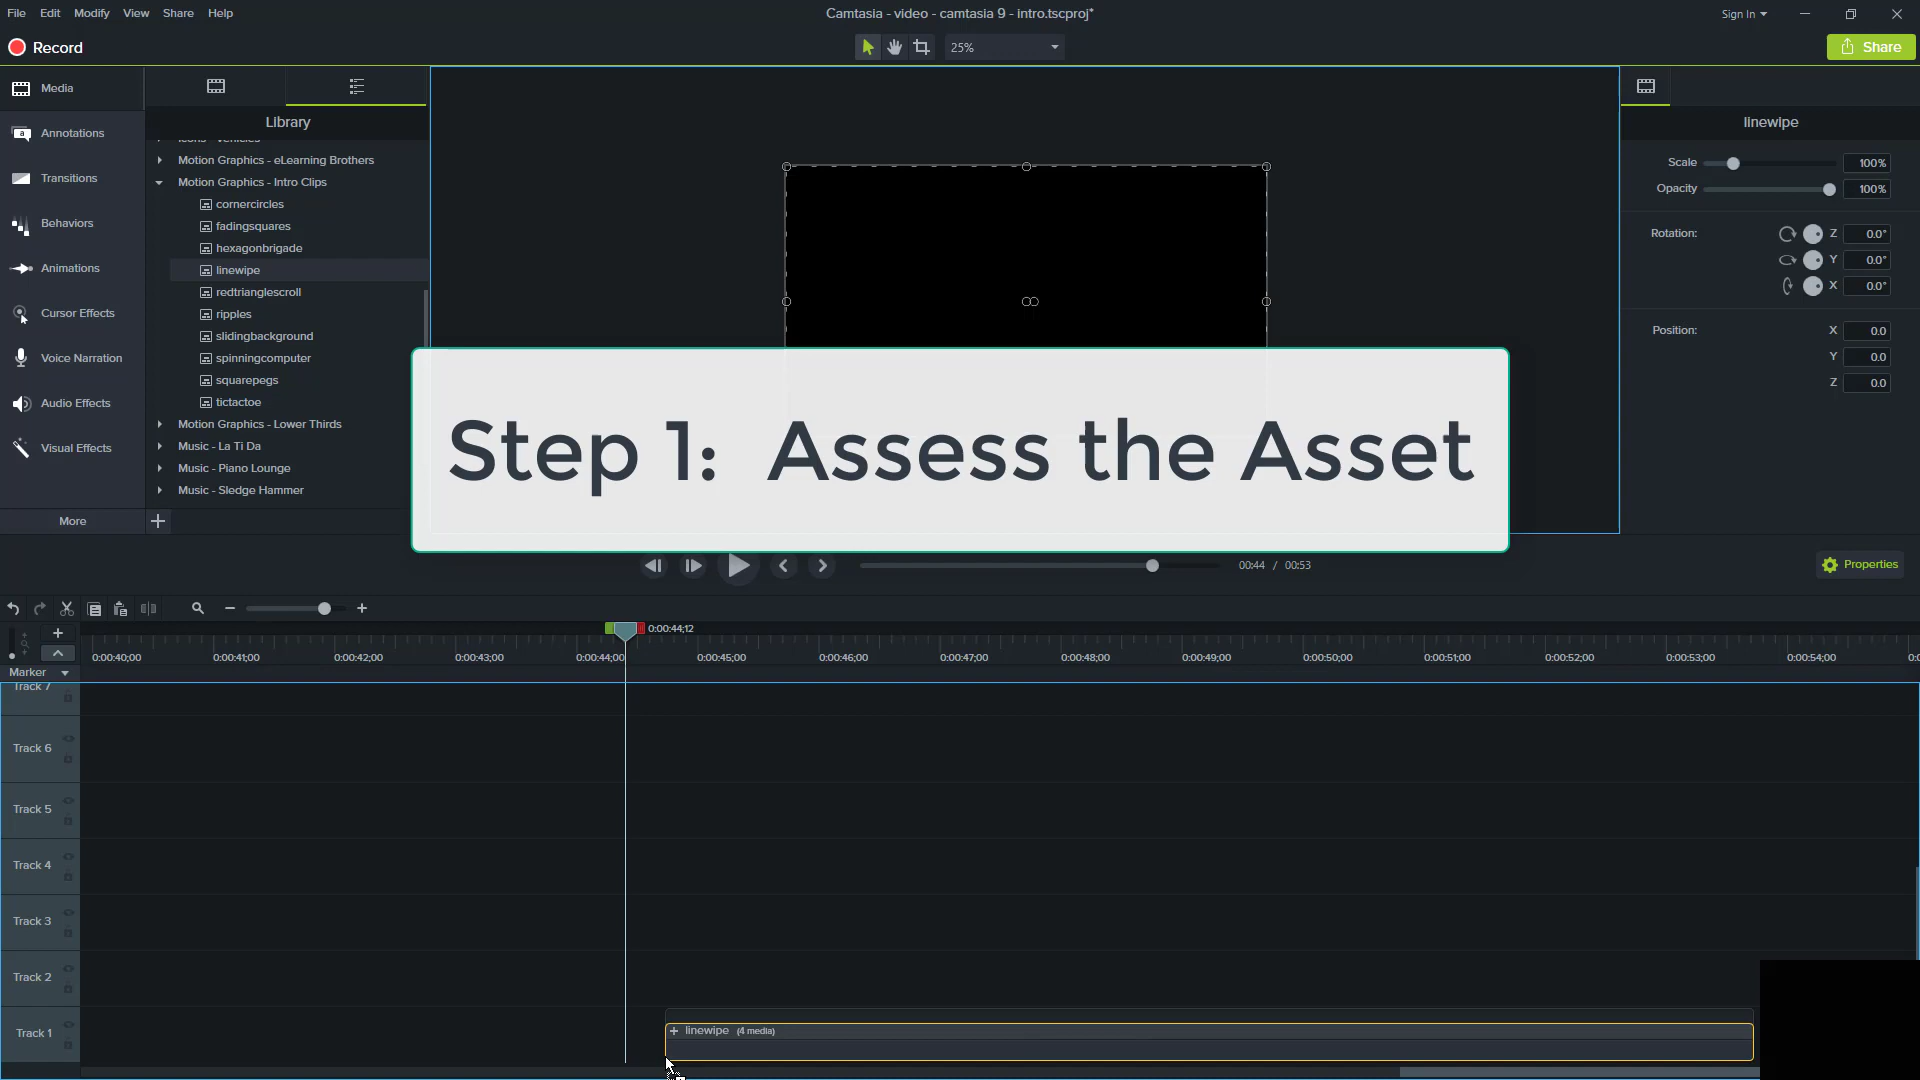 File Edit Modify View Share Help
Camtasia - video - camtasia 9 - intro.tscproj*
Sign In
Record
25%
Share
Media
Annotations
Transitions
Behaviors
Animations
Cursor Effects
Voice Narration
Audio Effects
Visual Effects
More
Library
Icons - Vehicles
Motion Graphics - eLearning Brothers
Motion Graphics - Intro Clips
cornercircles
fadingsquares
hexagonbrigade
linewipe
redtrianglescroll
ripples
slidingbackground
spinningcomputer
squarepegs
tictactoe
Motion Graphics - Lower Thirds
Music - La Ti Da
Music - Piano Lounge
Music - Sledge Hammer
linewipe
Scale 100%
Opacity 100%
Rotation: Z 0.0°
Y 0.0°
X 0.0°
Position: X 0.0
Y 0.0
Z 0.0
Step 1: Assess the Asset
00:44 / 00:53
Properties
0:00:44;12
0:00:40;00 0:00:41;00 0:00:42;00 0:00:43;00 0:00:44;00 0:00:45;00 0:00:46;00 0:00:47;00 0:00:48;00 0:00:49;00 0:00:50;00 0:00:51;00 0:00:52;00 0:00:53;00 0:00:54;00
Marker
Track 7
Track 6
Track 5
Track 4
Track 3
Track 2
Track 1
linewipe (4 media)